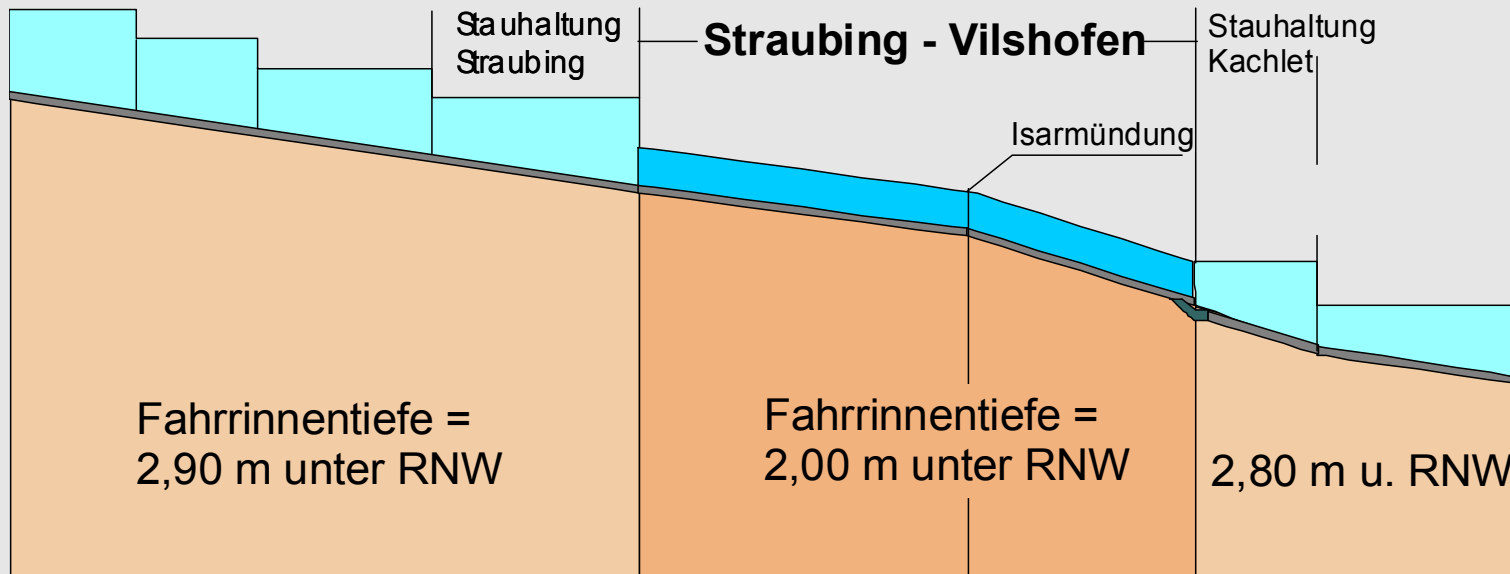 Stauhaltung
Straubing
Straubing - Vilshofen
Stauhaltung
Kachlet
Isarmündung
Fahrrinnentiefe =
2,90 m unter RNW
Fahrrinnentiefe =
2,00 m unter RNW
2,80 m u. RNW